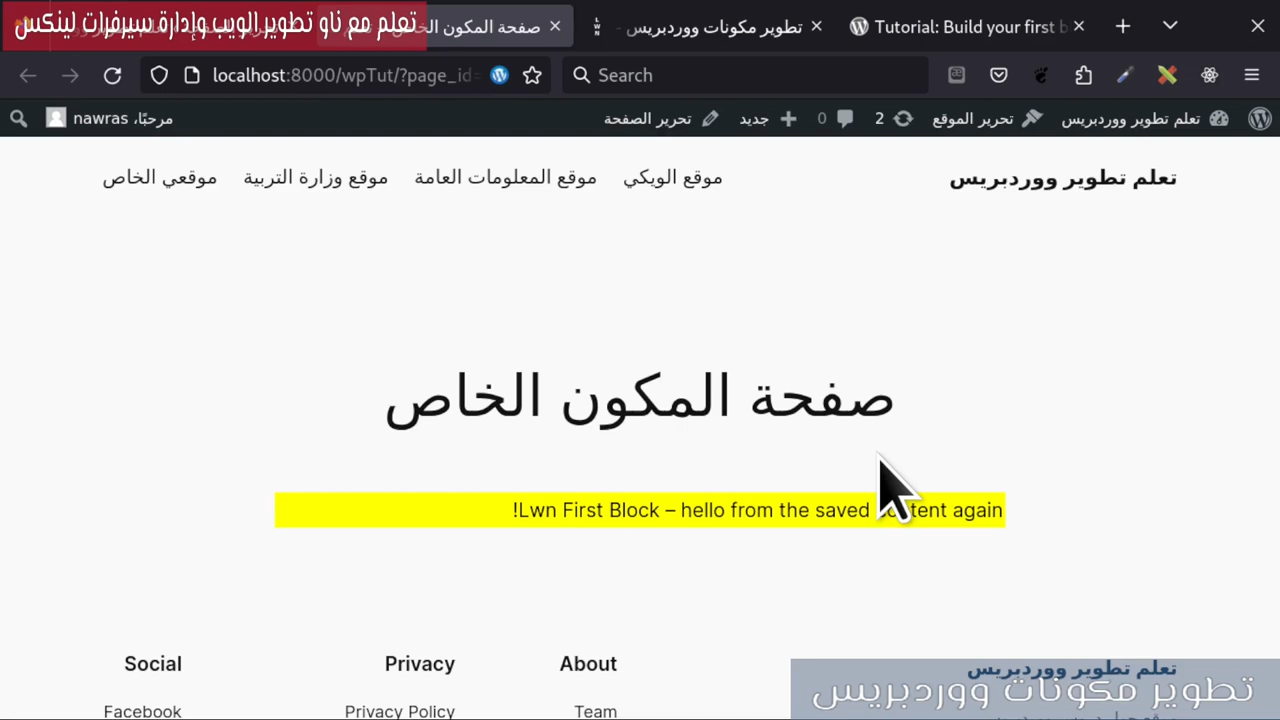 تعلم مع ناو تطوير الويب وإدارة سيرفرات لينكس
صفحة المكون الخاص
تطوير مكونات ووردبريس
Tutorial: Build your first b
localhost:8000/wpTut/?page_id=
Search
مرحبًا، nawras
تحرير الصفحة
جديد
0
2
تحرير الموقع
تعلم تطوير ووردبريس
تعلم تطوير ووردبريس
موقع الويكي
موقع المعلومات العامة
موقع وزارة التربية
موقعي الخاص
صفحة المكون الخاص
!Lwn First Block – hello from the saved content again
تعلم تطوير ووردبريس
About
Privacy
Social
Team
Privacy Policy
Facebook
تطوير مكونات ووردبريس